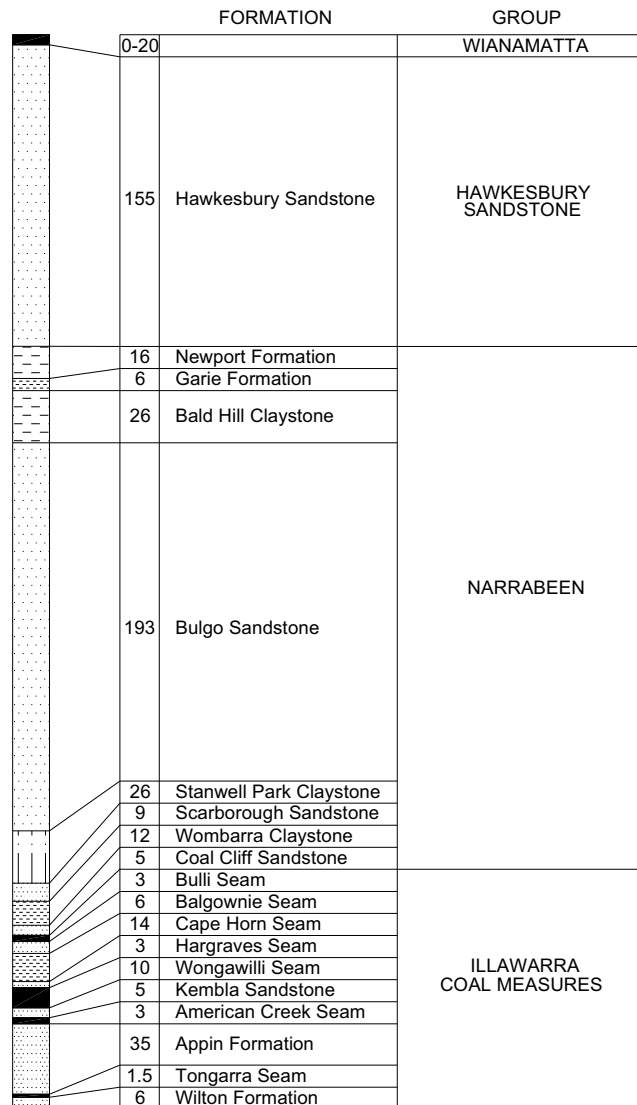 FORMATION GROUP
0-20 WIANAMATTA
155 Hawkesbury Sandstone HAWKESBURY
SANDSTONE
16 Newport Formation
6 Garie Formation
26 Bald Hill Claystone
NARRABEEN
193 Bulgo Sandstone
26 Stanwell Park Claystone
9 Scarborough Sandstone
12 Wombarra Claystone
5 Coal Cliff Sandstone
3 Bulli Seam
6 Balgownie Seam
14 Cape Horn Seam
3 Hargraves Seam
10 Wongawilli Seam ILLAWARRA
5 Kembla Sandstone COAL MEASURES
3 American Creek Seam
35 Appin Formation
1.5 Tongarra Seam
6 Wilton Formation